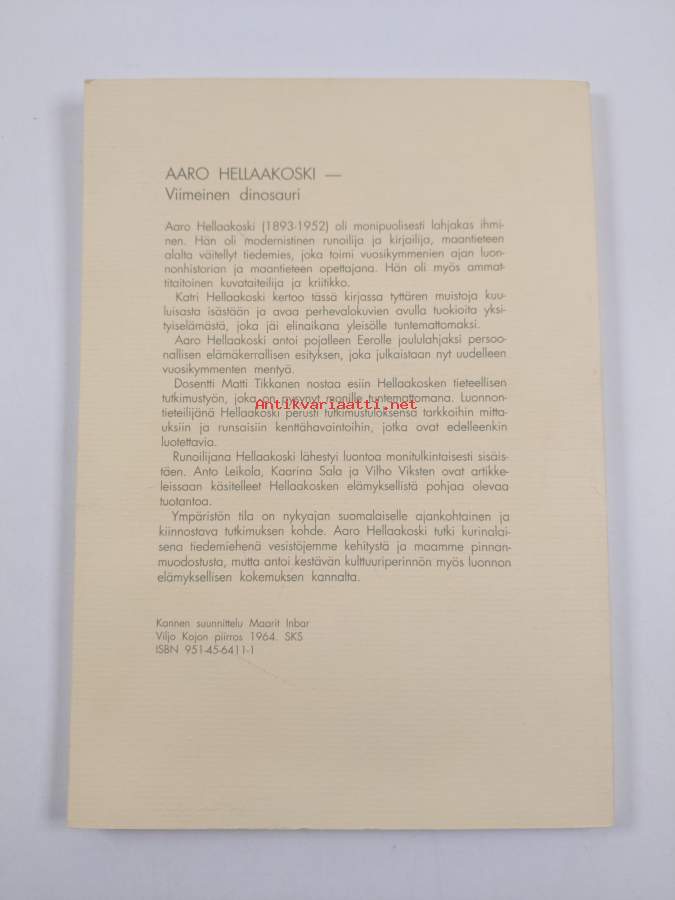 AARO HELLAAKOSKI —
Viimeinen dinosauri
Aaro Hellaakoski (1893-1952) oli monipuolisesti lahjakas ihmi-
nen. Hän oli modernistinen runoilija ja kirjailija, maantieteen
alalta väitellyt tiedemies, joka toimi vuosikymmenien ajan luon-
nonhistorian ja maantieteen opettajana. Hän oli myös ammat-
titaitoinen kuvataiteilija ja kriitikko.
Katri Hellaakoski kertoo tässä kirjassa tyttären muistoja kuu-
luisasta isästään ja avaa perhevalokuvien avulla tuokioita yksi-
tyiselämästä, joka jäi elinaikana yleisölle tuntemattomaksi.
Aaro Hellaakoski antoi pojalleen Eerolle joululahjaksi persoo-
nallisen elämäkerrallisen esityksen, joka julkaistaan nyt uudelleen
vuosikymmenten mentyä.
Dosentti Matti Tikkanen nostaa esiin Hellaakosken tieteellisen
tutkimustyön, joka on pysynyt monille tuntemattomana. Luonnon-
Antikvariaatti.net
tieteilijänä Hellaakoski perusti tutkimustuloksensa tarkkoihin mitta-
uksiin ja runsaisiin kenttähavaintoihin, jotka ovat edelleenkin
luotettavia.
Runoilijana Hellaakoski lähestyi luontoa monitulkintaisesti sisäis-
täen. Anto Leikola, Kaarina Sala ja Vilho Viksten ovat artikke-
leissaan käsitelleet Hellaakosken elämyksellistä pohjaa olevaa
tuotantoa.
Ympäristön tila on nykyajan suomalaiselle ajankohtainen ja
kiinnostava tutkimuksen kohde. Aaro Hellaakoski tutki kurinalai-
sena tiedemiehenä vesistöjemme kehitystä ja maamme pinnan-
muodostusta, mutta antoi kestävän kulttuuriperinnön myös luonnon
elämyksellisen kokemuksen kannalta.
Kannen suunnittelu Maarit Inbar
Viljo Kojon piirros 1964. SKS
ISBN 951-45-6411-1